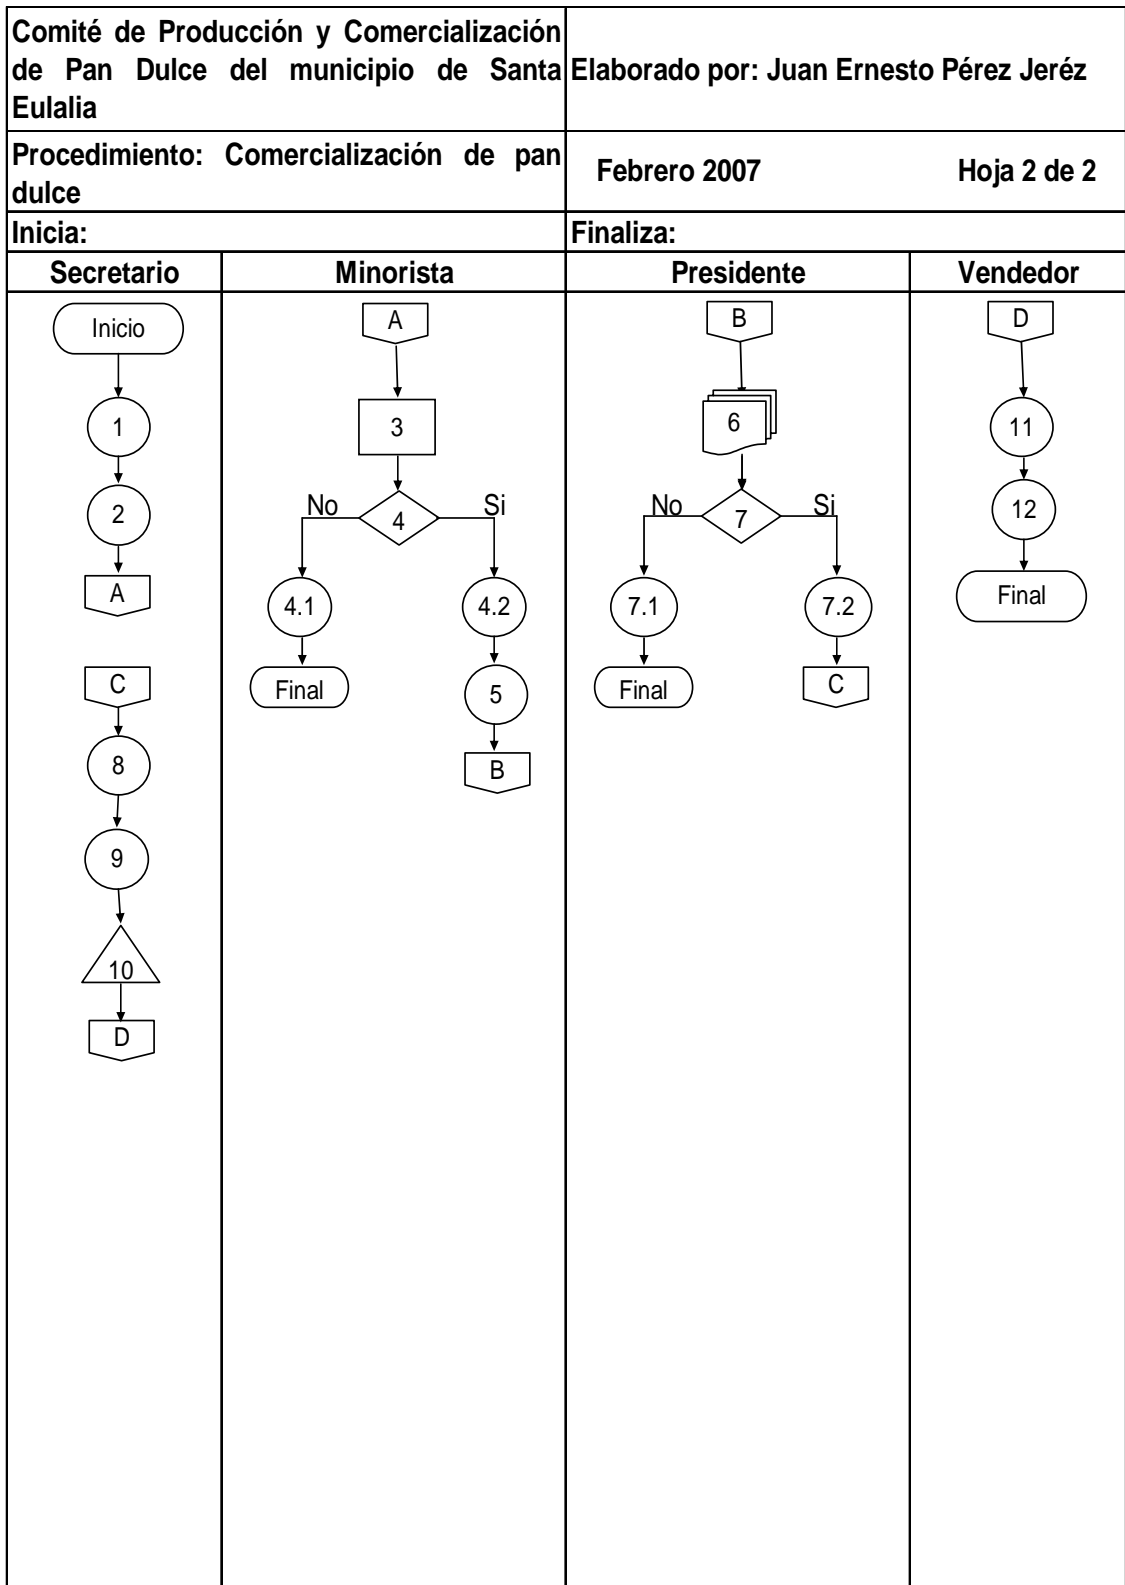 Comité de Producción y Comercialización
de Pan Dulce del municipio de Santa
Eulalia
Elaborado por: Juan Ernesto Pérez Jeréz
Procedimiento: Comercialización de pan
dulce
Febrero 2007
Hoja 2 de 2
Inicia:
Finaliza:
Secretario
Minorista
Presidente
Vendedor
Inicio
1
2
A
C
8
9
10
D
A
3
No
4
Si
4.1
4.2
Final
5
B
B
6
No
7
Si
7.1
7.2
Final
C
D
11
12
Final